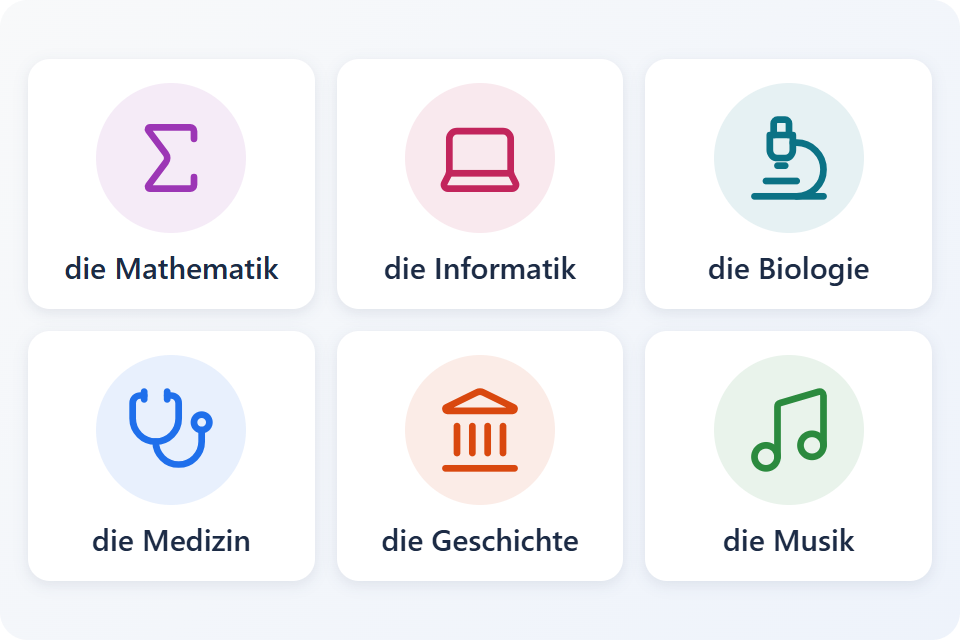 die Mathematik
die Informatik
die Biologie
die Medizin
die Geschichte
die Musik